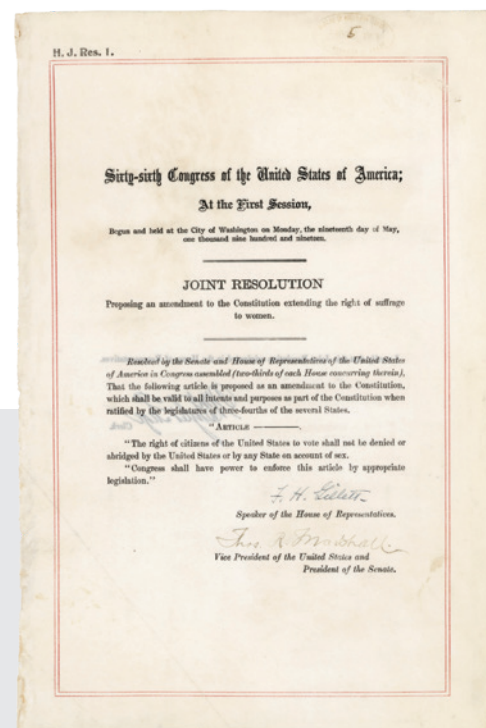 5
H. J. Res. 1.
Sixty-sixth Congress of the United States of America;
At the First Session,
Begun and held at the City of Washington on Monday, the nineteenth day of May,
one thousand nine hundred and nineteen.
JOINT RESOLUTION
Proposing an amendment to the Constitution extending the right of suffrage
to women.
Resolved by the Senate and House of Representatives of the United States
of America in Congress assembled (two-thirds of each House concurring therein),
That the following article is proposed as an amendment to the Constitution,
which shall be valid to all intents and purposes as part of the Constitution when
ratified by the legislatures of three-fourths of the several States.
"ARTICLE ———.
"The right of citizens of the United States to vote shall not be denied or
abridged by the United States or by any State on account of sex.
"Congress shall have power to enforce this article by appropriate
legislation."
F. H. Gillett
Speaker of the House of Representatives.
Thos. R. Marshall
Vice President of the United States and
President of the Senate.